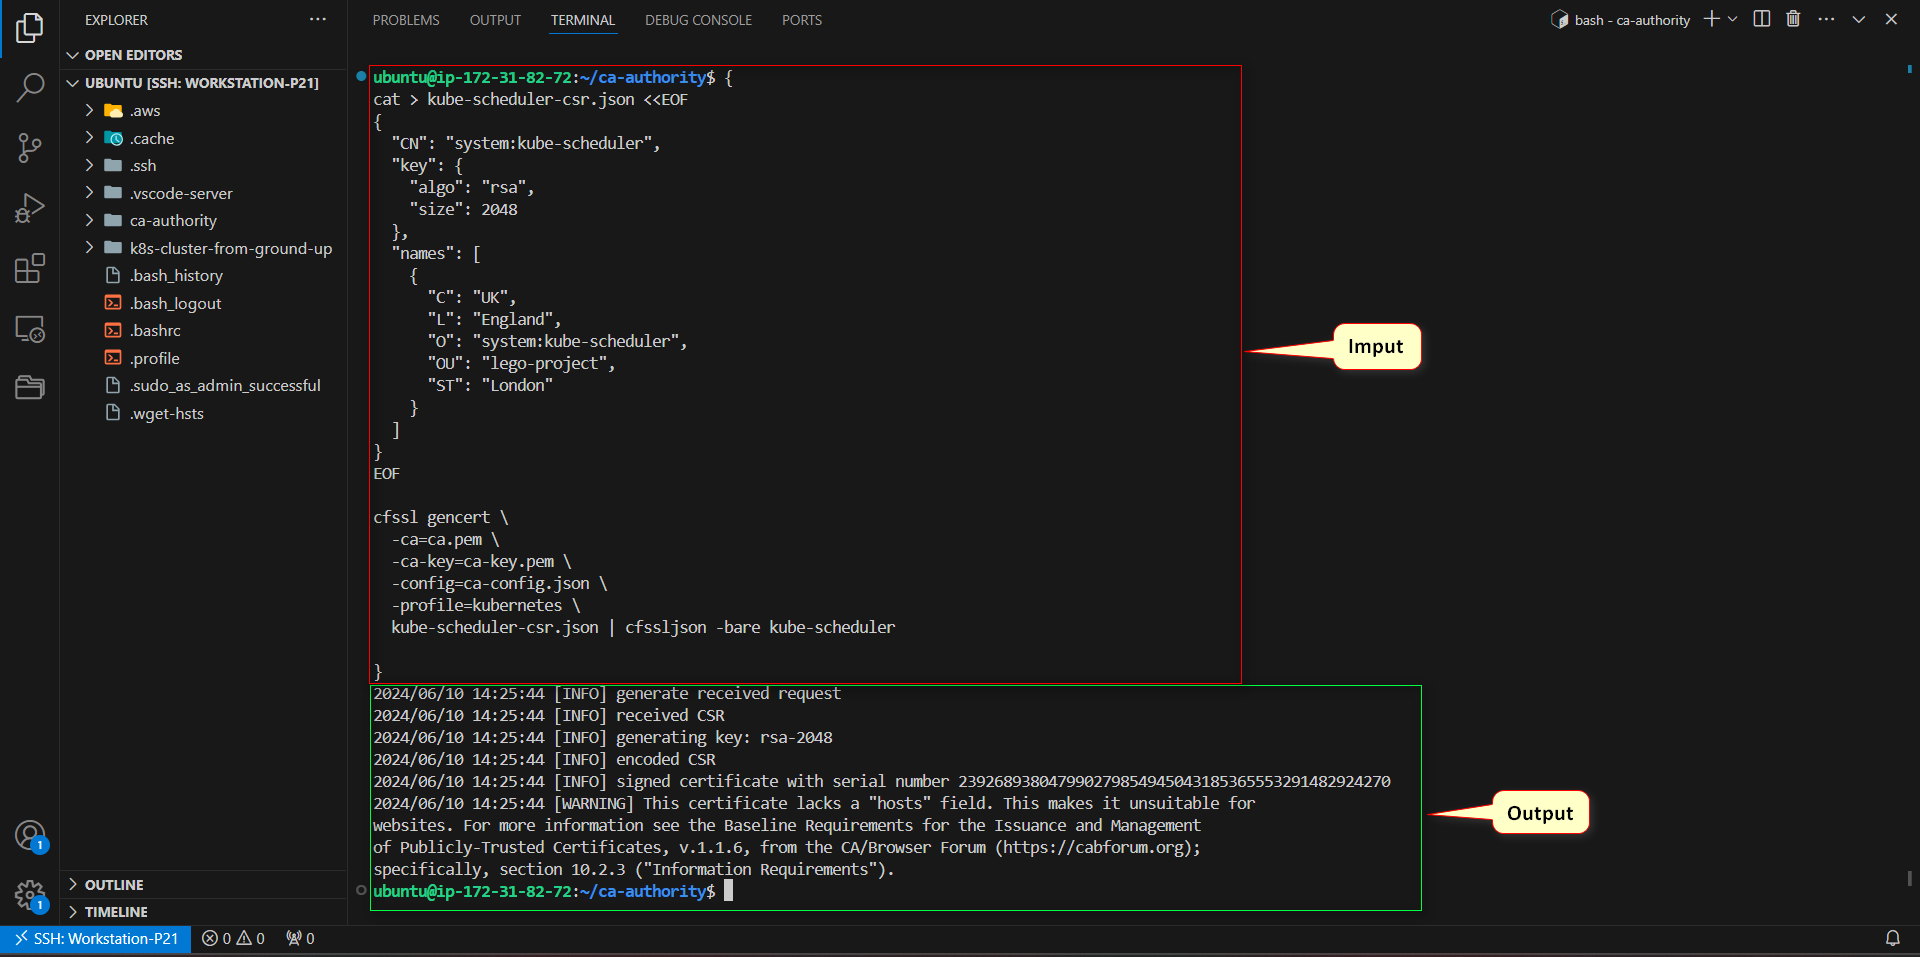 EXPLORER
OPEN EDITORS
UBUNTU [SSH: WORKSTATION-P21]
.aws
.cache
.ssh
.vscode-server
ca-authority
k8s-cluster-from-ground-up
.bash_history
.bash_logout
.bashrc
.profile
.sudo_as_admin_successful
.wget-hsts
OUTLINE
TIMELINE
PROBLEMS OUTPUT TERMINAL DEBUG CONSOLE PORTS
bash - ca-authority
ubuntu@ip-172-31-82-72:~/ca-authority$ {
cat > kube-scheduler-csr.json <<EOF
{
  "CN": "system:kube-scheduler",
  "key": {
    "algo": "rsa",
    "size": 2048
  },
  "names": [
    {
      "C": "UK",
      "L": "England",
      "O": "system:kube-scheduler",
      "OU": "lego-project",
      "ST": "London"
    }
  ]
}
EOF
cfssl gencert \
  -ca=ca.pem \
  -ca-key=ca-key.pem \
  -config=ca-config.json \
  -profile=kubernetes \
  kube-scheduler-csr.json | cfssljson -bare kube-scheduler
}
Imput
2024/06/10 14:25:44 [INFO] generate received request
2024/06/10 14:25:44 [INFO] received CSR
2024/06/10 14:25:44 [INFO] generating key: rsa-2048
2024/06/10 14:25:44 [INFO] encoded CSR
2024/06/10 14:25:44 [INFO] signed certificate with serial number 239268938047990279854945043185365553291482924270
2024/06/10 14:25:44 [WARNING] This certificate lacks a "hosts" field. This makes it unsuitable for
websites. For more information see the Baseline Requirements for the Issuance and Management
of Publicly-Trusted Certificates, v.1.1.6, from the CA/Browser Forum (https://cabforum.org);
specifically, section 10.2.3 ("Information Requirements").
ubuntu@ip-172-31-82-72:~/ca-authority$
Output
1
1
SSH: Workstation-P21 0 0 0